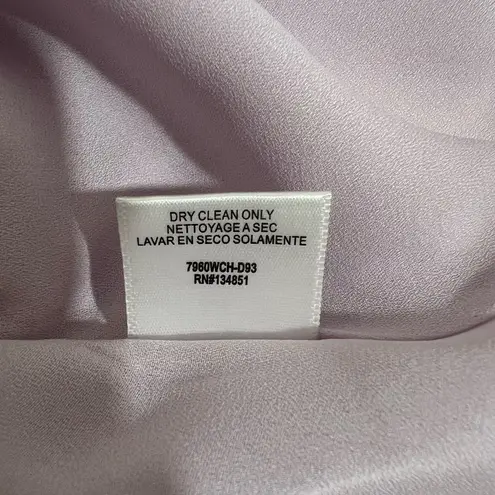 DRY CLEAN ONLY
NETTOYAGE A SEC
LAVAR EN SECO SOLAMENTE
7960WCH-D93
RN#134851